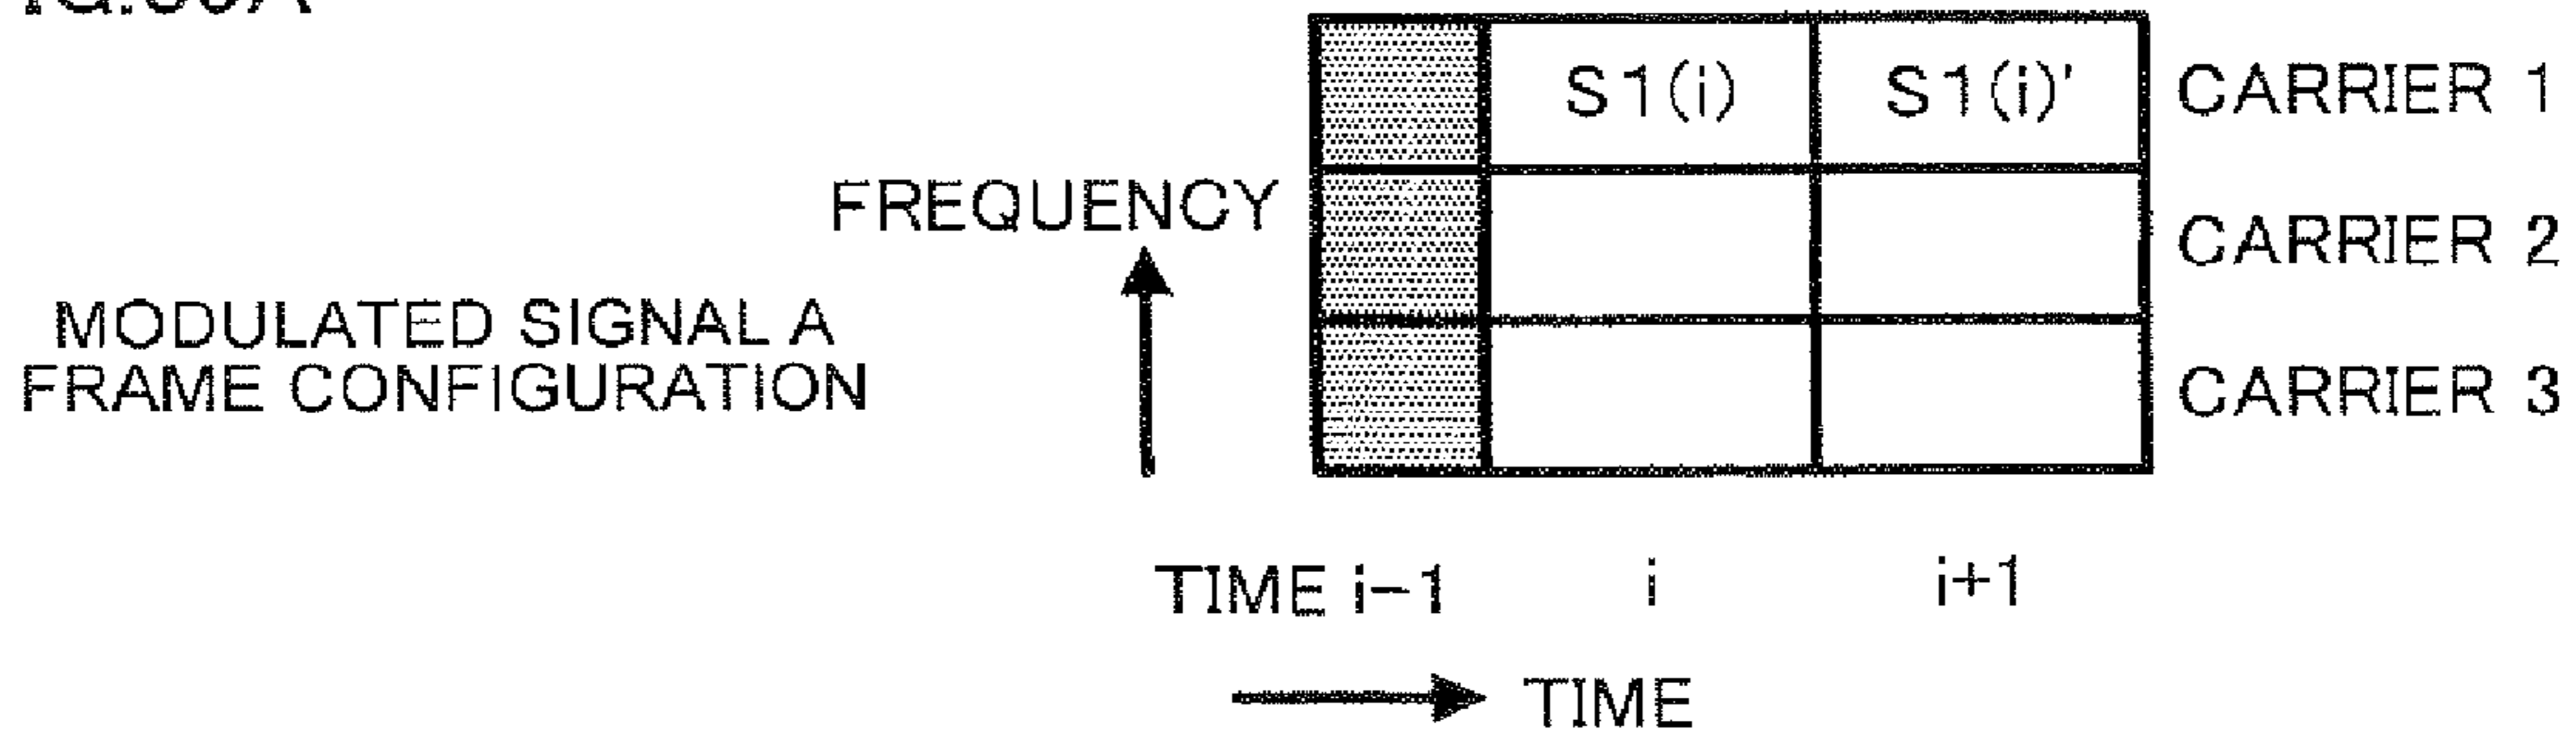 S1(i) S1(i)' CARRIER 1
FREQUENCY
CARRIER 2
MODULATED SIGNAL A
FRAME CONFIGURATION
CARRIER 3
TIME i-1 i i+1
TIME